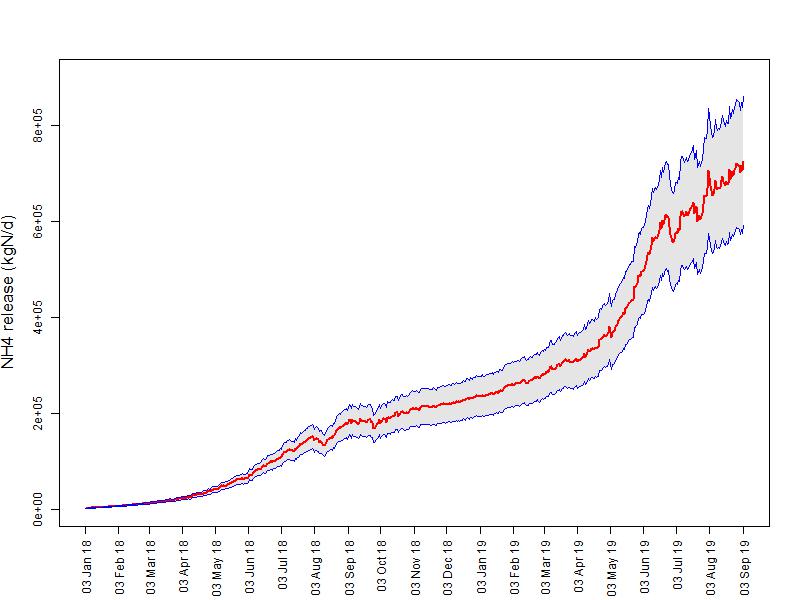 NH4 release (kgN/d)
8e+05
6e+05
4e+05
2e+05
0e+00
03 Jan 18
03 Feb 18
03 Mar 18
03 Apr 18
03 May 18
03 Jun 18
03 Jul 18
03 Aug 18
03 Sep 18
03 Oct 18
03 Nov 18
03 Dec 18
03 Jan 19
03 Feb 19
03 Mar 19
03 Apr 19
03 May 19
03 Jun 19
03 Jul 19
03 Aug 19
03 Sep 19